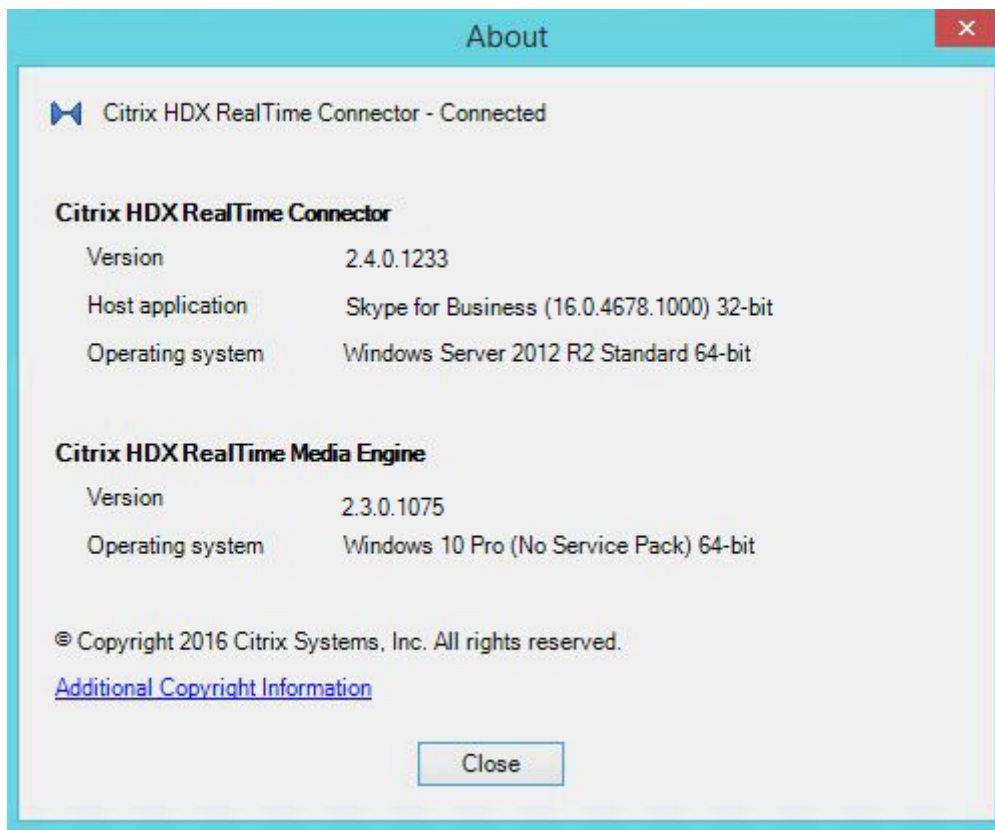 About
Citrix HDX RealTime Connector - Connected
Citrix HDX RealTime Connector
Version 2.4.0.1233
Host application Skype for Business (16.0.4678.1000) 32-bit
Operating system Windows Server 2012 R2 Standard 64-bit
Citrix HDX RealTime Media Engine
Version 2.3.0.1075
Operating system Windows 10 Pro (No Service Pack) 64-bit
© Copyright 2016 Citrix Systems, Inc. All rights reserved.
Additional Copyright Information
Close